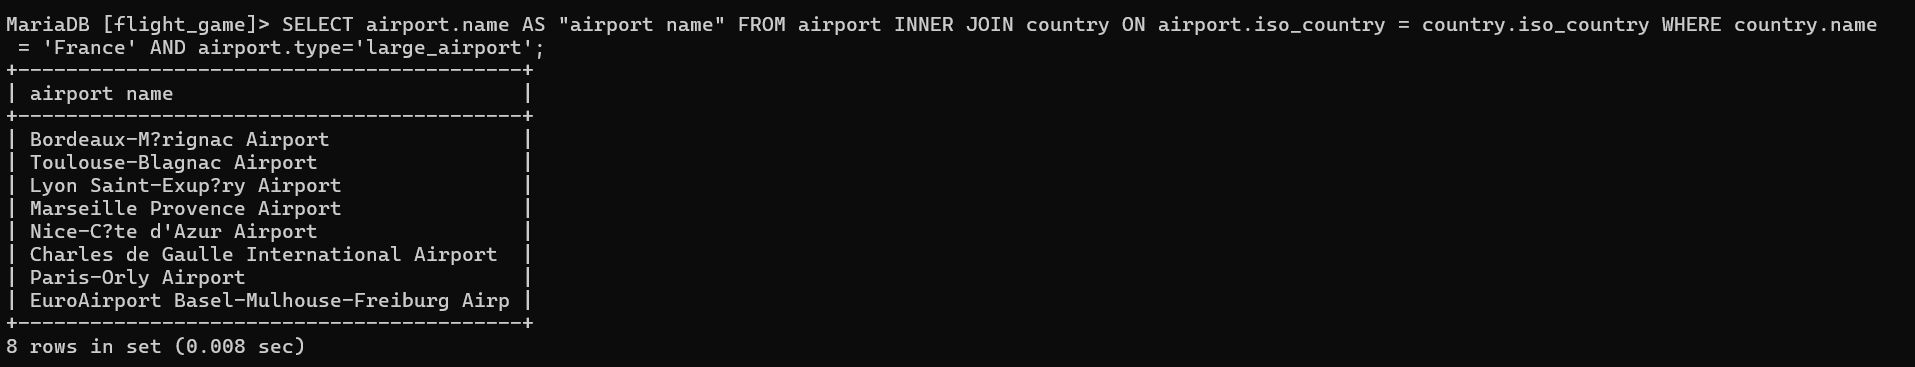 MariaDB [flight_game]> SELECT airport.name AS "airport name" FROM airport INNER JOIN country ON airport.iso_country = country.iso_country WHERE country.name
 = 'France' AND airport.type='large_airport';
+------------------------------------------+
| airport name                             |
+------------------------------------------+
| Bordeaux-M?rignac Airport                |
| Toulouse-Blagnac Airport                 |
| Lyon Saint-Exup?ry Airport               |
| Marseille Provence Airport               |
| Nice-C?te d'Azur Airport                 |
| Charles de Gaulle International Airport  |
| Paris-Orly Airport                       |
| EuroAirport Basel-Mulhouse-Freiburg Airp |
+------------------------------------------+
8 rows in set (0.008 sec)